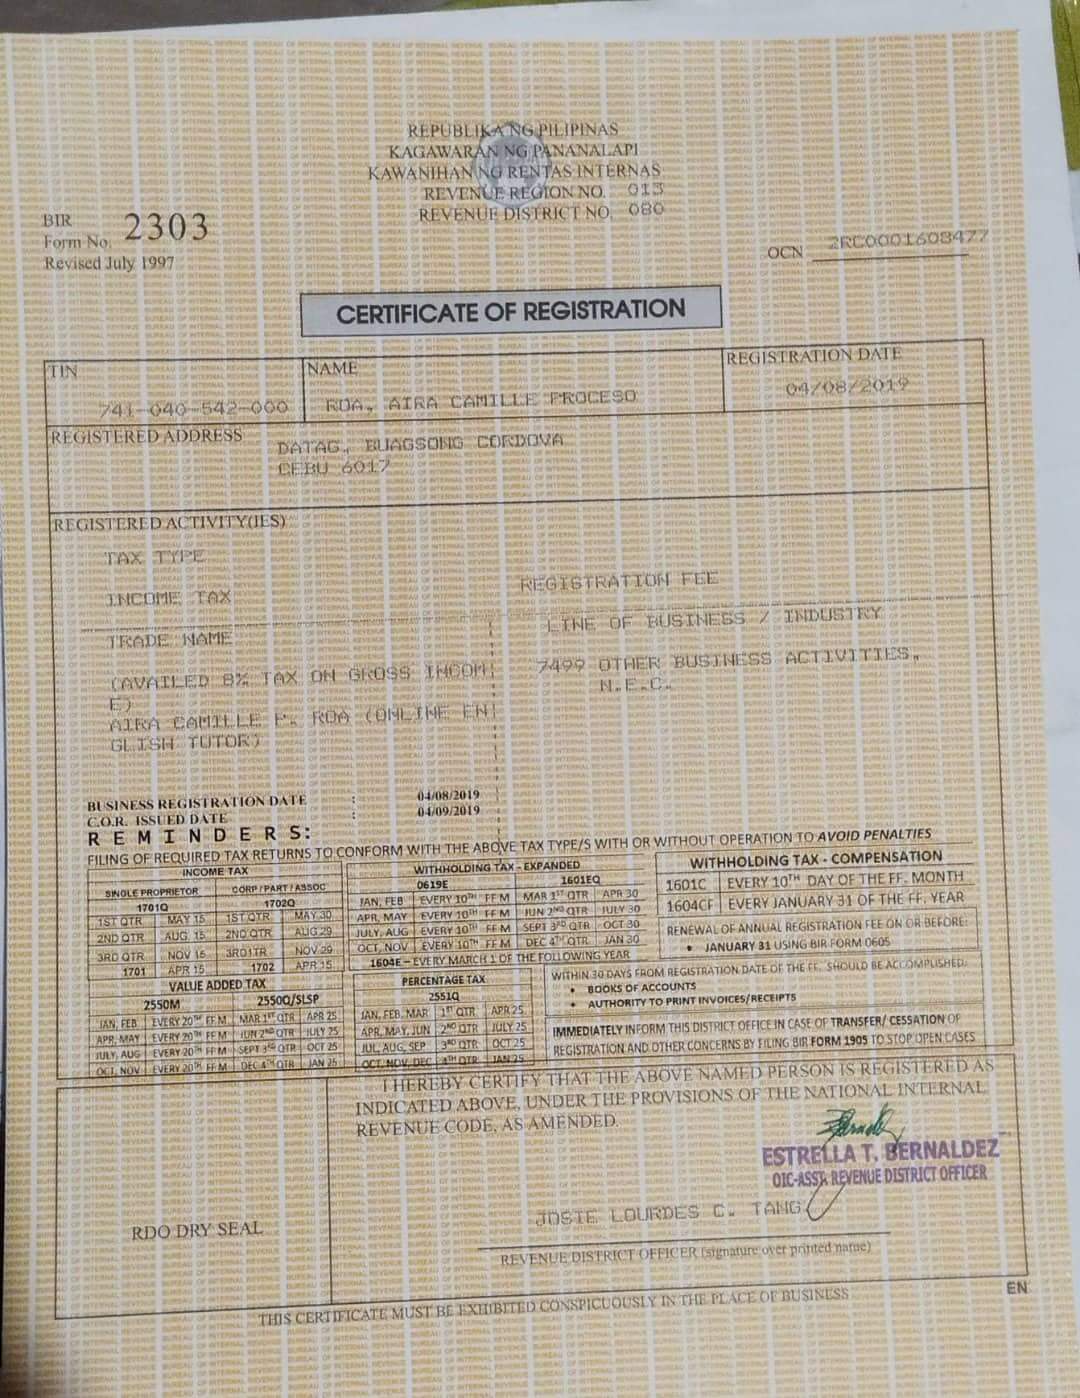 REPUBLIKA NG PILIPINAS
KAGAWARAN NG PANANALAPI
KAWANIHAN NG RENTAS INTERNAS
REVENUE REGION NO. 013
REVENUE DISTRICT NO. 080
BIR
Form No. 2303
Revised July 1997
OCN 2RC0001608477
CERTIFICATE OF REGISTRATION
TIN
741-040-542-000
NAME
ROA, AIRA CAMILLE PROCESO
REGISTRATION DATE
04/08/2019
REGISTERED ADDRESS
DATAG, BUAGSONG CORDOVA
CEBU 6017
REGISTERED ACTIVITY(IES)
TAX TYPE
INCOME TAX
REGISTRATION FEE
TRADE NAME
LINE OF BUSINESS / INDUSTRY
(AVAILED 8% TAX ON GROSS INCOM
E)
AIRA CAMILLE P. ROA (ONLINE EN
GLISH TUTOR)
7499 OTHER BUSINESS ACTIVITIES,
N.E.C.
BUSINESS REGISTRATION DATE : 04/08/2019
C.O.R. ISSUED DATE : 04/09/2019
REMINDERS:
FILING OF REQUIRED TAX RETURNS TO CONFORM WITH THE ABOVE TAX TYPE/S WITH OR WITHOUT OPERATION TO AVOID PENALTIES
INCOME TAX
SINGLE PROPRIETOR CORP/PART/ASSOC
1701Q 1702Q
1ST QTR MAY 15 1ST QTR MAY 30
2ND QTR AUG. 15 2ND QTR AUG 29
3RD QTR NOV 15 3RD1TR NOV 29
1701 APR 15 1702 APR 15
VALUE ADDED TAX
2550M 2550Q/SLSP
JAN, FEB EVERY 20TH FF M MAR 1ST QTR APR 25
APR, MAY EVERY 20TH FF M JUN 2ND QTR JULY 25
JULY, AUG EVERY 20TH FF M SEPT 3RD QTR OCT 25
OCT, NOV EVERY 20TH FF M DEC 4TH QTR JAN 25
WITHHOLDING TAX - EXPANDED
0619E 1601EQ
JAN, FEB EVERY 10TH FF M MAR 1ST QTR APR 30
APR, MAY EVERY 10TH FF M JUN 2ND QTR JULY 30
JULY, AUG EVERY 10TH FF M SEPT 3RD QTR OCT 30
OCT, NOV EVERY 10TH FF M DEC 4TH QTR JAN 30
1604E – EVERY MARCH 1 OF THE FOLLOWING YEAR
PERCENTAGE TAX
2551Q
JAN, FEB, MAR 1ST QTR APR 25
APR, MAY, JUN 2ND QTR JULY 25
JUL, AUG, SEP 3RD QTR OCT 25
OCT, NOV, DEC 4TH QTR JAN 25
WITHHOLDING TAX - COMPENSATION
1601C EVERY 10TH DAY OF THE FF. MONTH
1604CF EVERY JANUARY 31 OF THE FF. YEAR
RENEWAL OF ANNUAL REGISTRATION FEE ON OR BEFORE:
• JANUARY 31 USING BIR FORM 0605
WITHIN 30 DAYS FROM REGISTRATION DATE OF THE FF. SHOULD BE ACCOMPLISHED:
• BOOKS OF ACCOUNTS
• AUTHORITY TO PRINT INVOICES/RECEIPTS
IMMEDIATELY INFORM THIS DISTRICT OFFICE IN CASE OF TRANSFER/ CESSATION OF
REGISTRATION AND OTHER CONCERNS BY FILING BIR FORM 1905 TO STOP OPEN CASES
I HEREBY CERTIFY THAT THE ABOVE NAMED PERSON IS REGISTERED AS
INDICATED ABOVE, UNDER THE PROVISIONS OF THE NATIONAL INTERNAL
REVENUE CODE, AS AMENDED.
ESTRELLA T. BERNALDEZ
OIC-ASST. REVENUE DISTRICT OFFICER
JOSIE LOURDES C. TANG
REVENUE DISTRICT OFFICER (signature over printed name)
RDO DRY SEAL
EN
THIS CERTIFICATE MUST BE EXHIBITED CONSPICUOUSLY IN THE PLACE OF BUSINESS